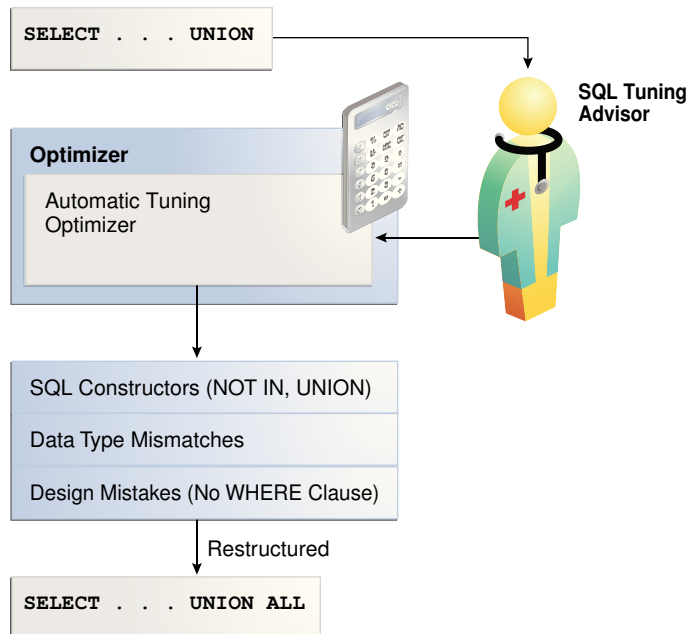 SELECT . . . UNION
SQL Tuning
Advisor
Optimizer
Automatic Tuning
Optimizer
SQL Constructors (NOT IN, UNION)
Data Type Mismatches
Design Mistakes (No WHERE Clause)
Restructured
SELECT . . . UNION ALL